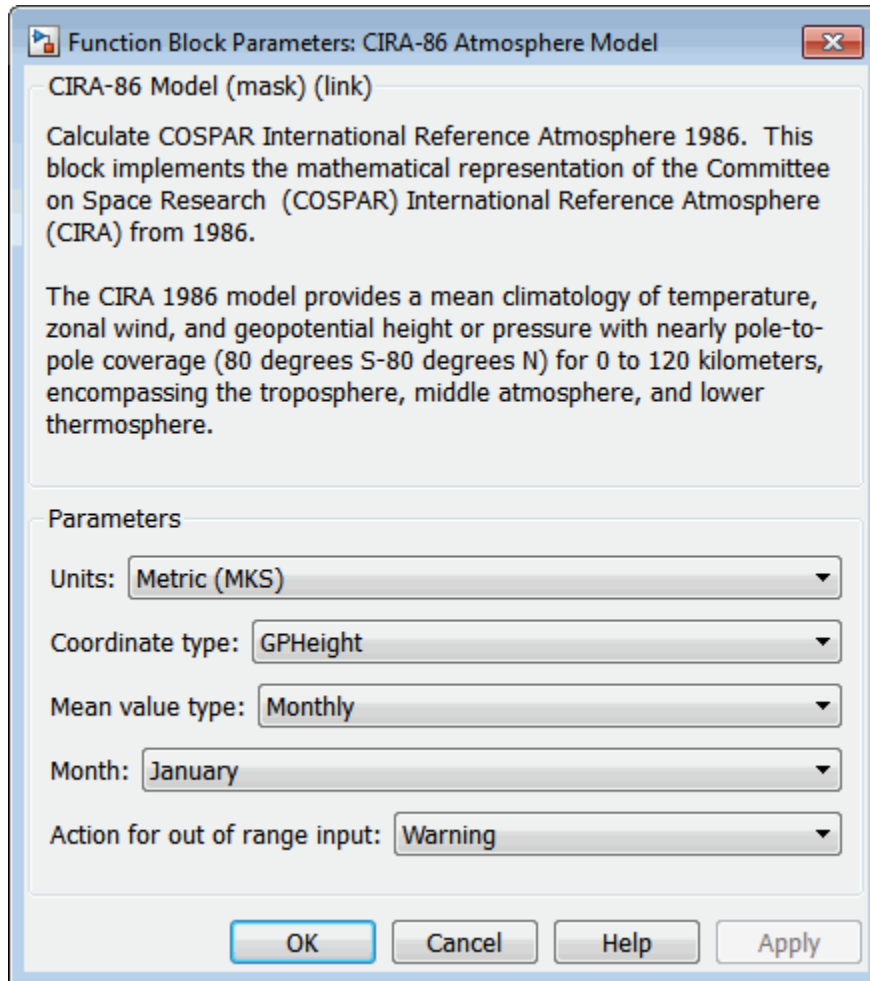 Function Block Parameters: CIRA-86 Atmosphere Model
CIRA-86 Model (mask) (link)
Calculate COSPAR International Reference Atmosphere 1986.  This
block implements the mathematical representation of the Committee
on Space Research  (COSPAR) International Reference Atmosphere
(CIRA) from 1986.
The CIRA 1986 model provides a mean climatology of temperature,
zonal wind, and geopotential height or pressure with nearly pole-to-
pole coverage (80 degrees S-80 degrees N) for 0 to 120 kilometers,
encompassing the troposphere, middle atmosphere, and lower
thermosphere.
Parameters
Units: Metric (MKS)
Coordinate type: GPHeight
Mean value type: Monthly
Month: January
Action for out of range input: Warning
OK Cancel Help Apply